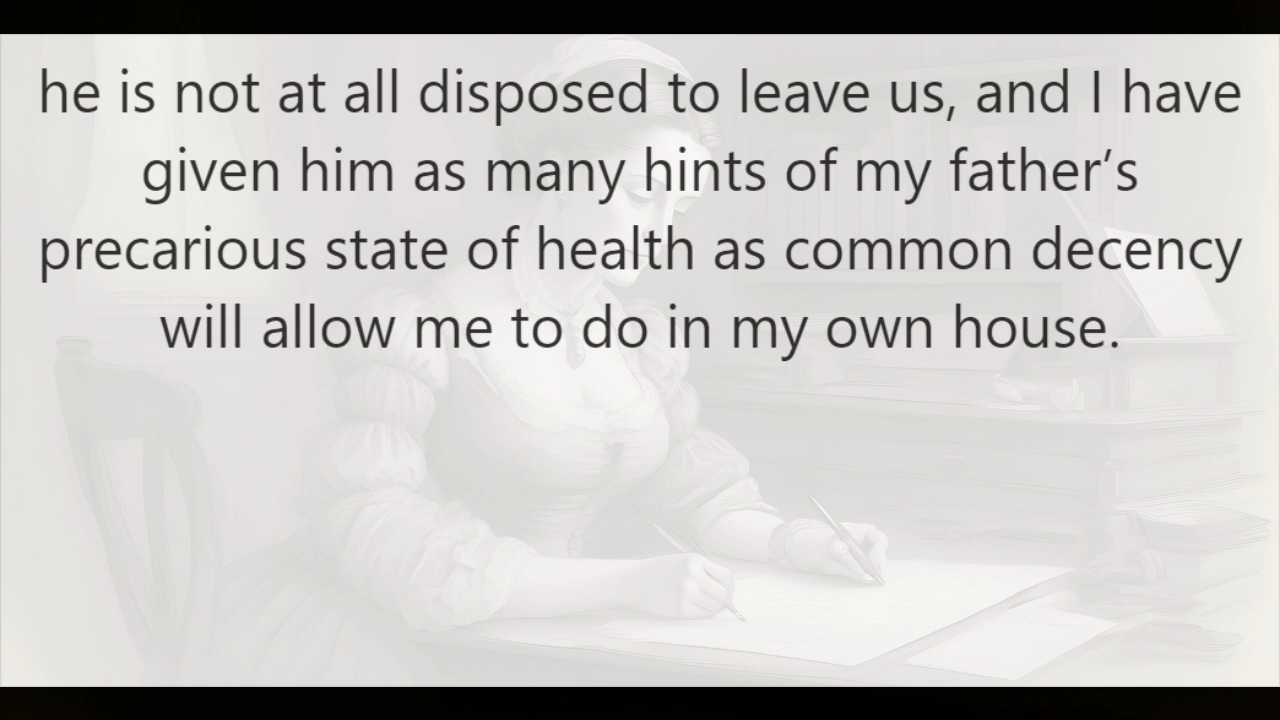 he is not at all disposed to leave us, and I have
given him as many hints of my father’s
precarious state of health as common decency
will allow me to do in my own house.